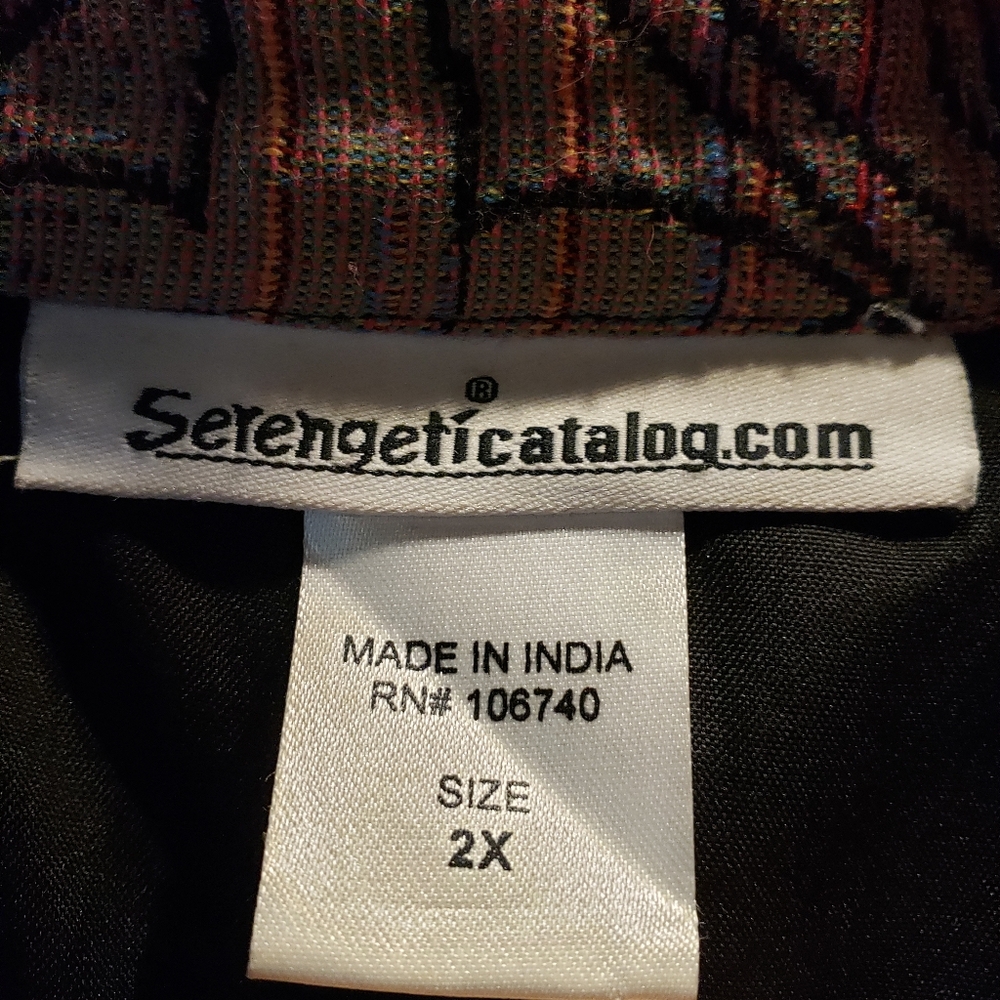 Serengeticatalog.com
®
MADE IN INDIA
RN# 106740
SIZE
2X